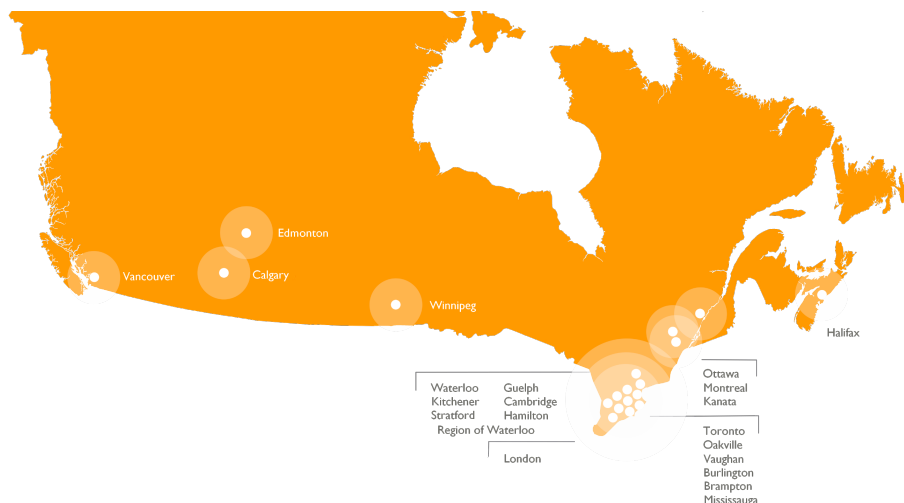 Edmonton
Vancouver
Calgary
Winnipeg
Halifax
Waterloo Guelph
Kitchener Cambridge
Stratford Hamilton
Region of Waterloo
London
Ottawa
Montreal
Kanata
Toronto
Oakville
Vaughan
Burlington
Brampton
Mississauga